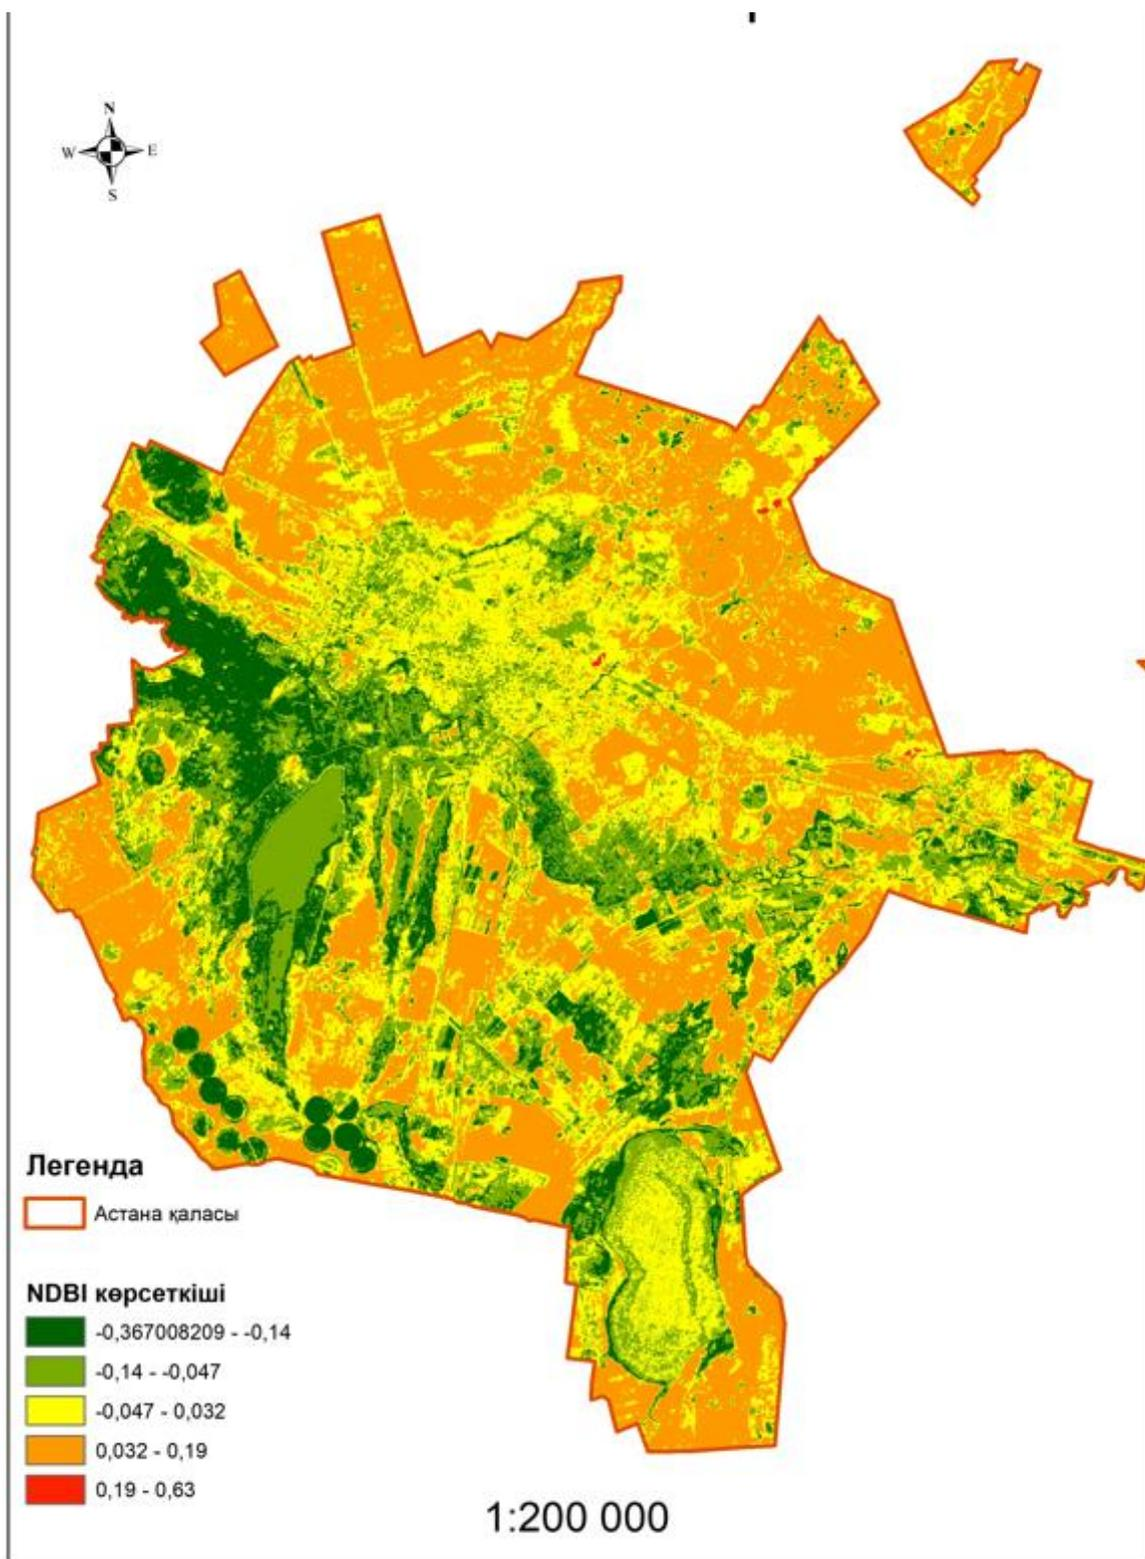 N
W E
S
Легенда
Астана қаласы
NDBI көрсеткіші
-0,367008209 - -0,14
-0,14 - -0,047
-0,047 - 0,032
0,032 - 0,19
0,19 - 0,63
1:200 000